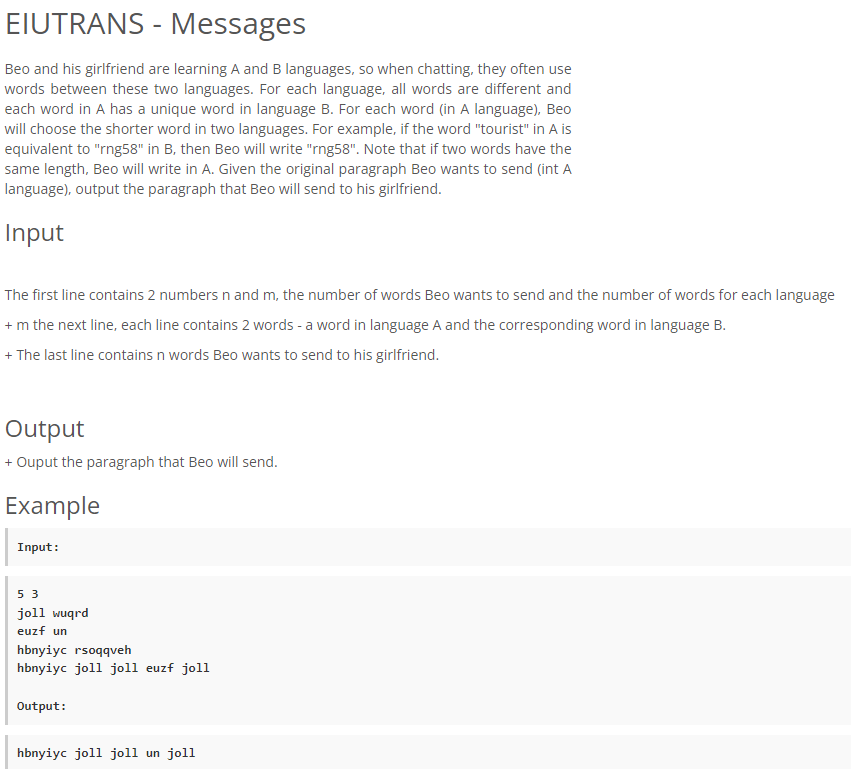 EIUTRANS - Messages
Beo and his girlfriend are learning A and B languages, so when chatting, they often use
words between these two languages. For each language, all words are different and
each word in A has a unique word in language B. For each word (in A language), Beo
will choose the shorter word in two languages. For example, if the word "tourist" in A is
equivalent to "rng58" in B, then Beo will write "rng58". Note that if two words have the
same length, Beo will write in A. Given the original paragraph Beo wants to send (int A
language), output the paragraph that Beo will send to his girlfriend.
Input
The first line contains 2 numbers n and m, the number of words Beo wants to send and the number of words for each language
+ m the next line, each line contains 2 words - a word in language A and the corresponding word in language B.
+ The last line contains n words Beo wants to send to his girlfriend.
Output
+ Ouput the paragraph that Beo will send.
Example
Input:
5 3
joll wuqrd
euzf un
hbnyiyc rsoqqveh
hbnyiyc joll joll euzf joll
Output:
hbnyiyc joll joll un joll